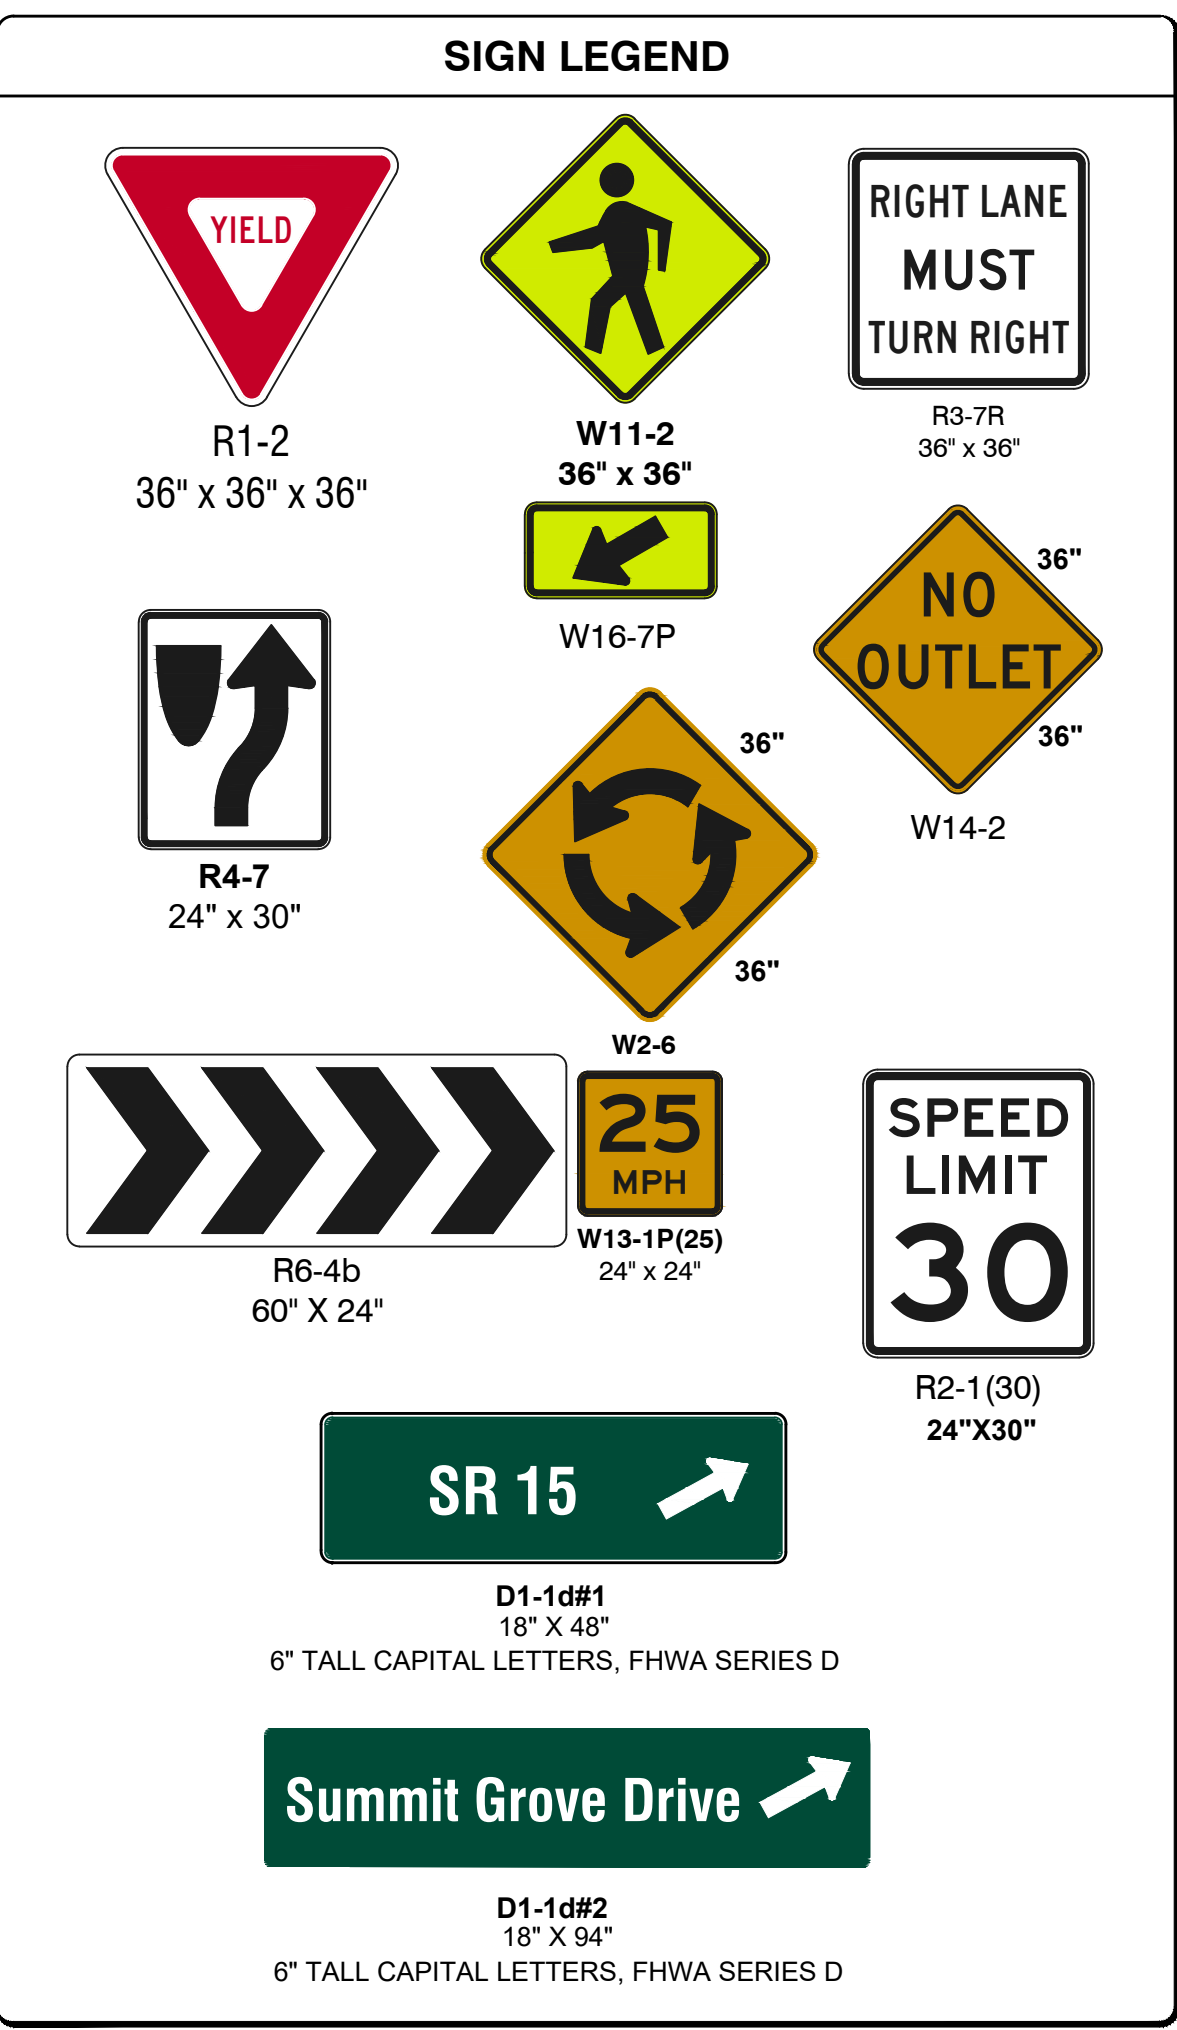 SIGN LEGEND
YIELD
R1-2
36" x 36" x 36"
W11-2
36" x 36"
W16-7P
RIGHT LANE
MUST
TURN RIGHT
R3-7R
36" x 36"
NO
OUTLET
36"
36"
W14-2
R4-7
24" x 30"
36"
36"
W2-6
25
MPH
W13-1P(25)
24" x 24"
R6-4b
60" X 24"
SPEED
LIMIT
30
R2-1(30)
24"X30"
SR 15
D1-1d#1
18" X 48"
6" TALL CAPITAL LETTERS, FHWA SERIES D
Summit Grove Drive
D1-1d#2
18" X 94"
6" TALL CAPITAL LETTERS, FHWA SERIES D